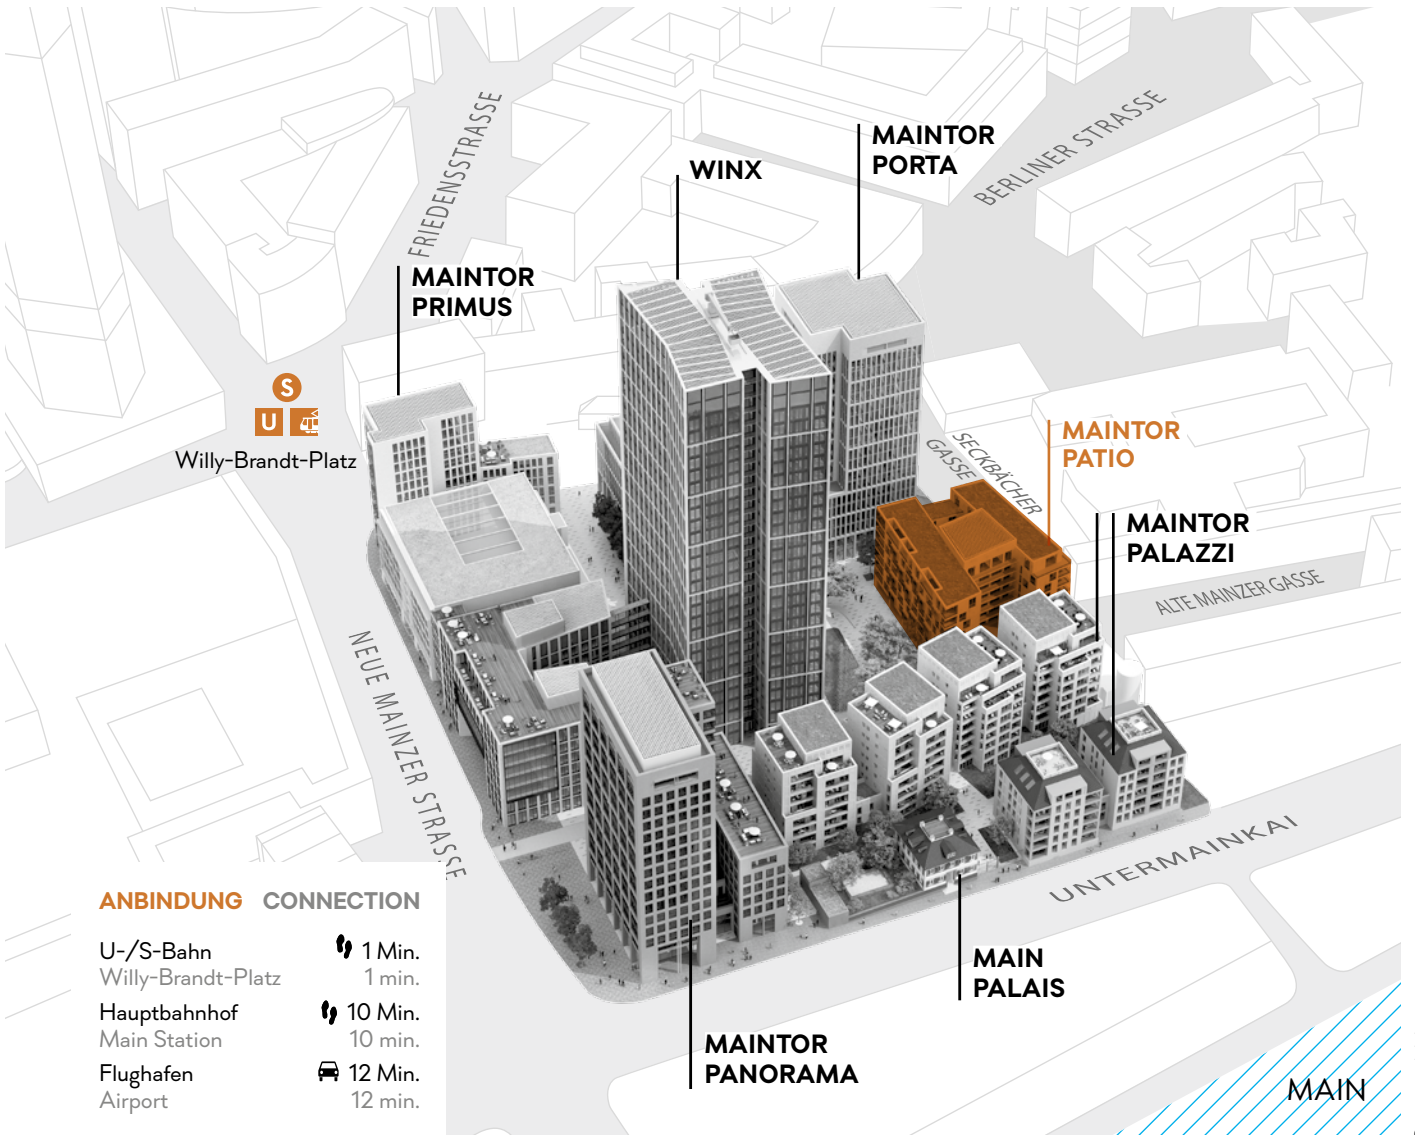 FRIEDENSSTRASSE
BERLINER STRASSE
MAINTOR
PORTA
WINX
MAINTOR
PRIMUS
S
U
Willy-Brandt-Platz
SECKBÄCHER
GASSE
MAINTOR
PATIO
MAINTOR
PALAZZI
ALTE MAINZER GASSE
NEUE MAINZER STRASSE
UNTERMAINKAI
MAIN
PALAIS
MAINTOR
PANORAMA
MAIN
ANBINDUNG CONNECTION
U-/S-Bahn 1 Min.
Willy-Brandt-Platz 1 min.
Hauptbahnhof 10 Min.
Main Station 10 min.
Flughafen 12 Min.
Airport 12 min.